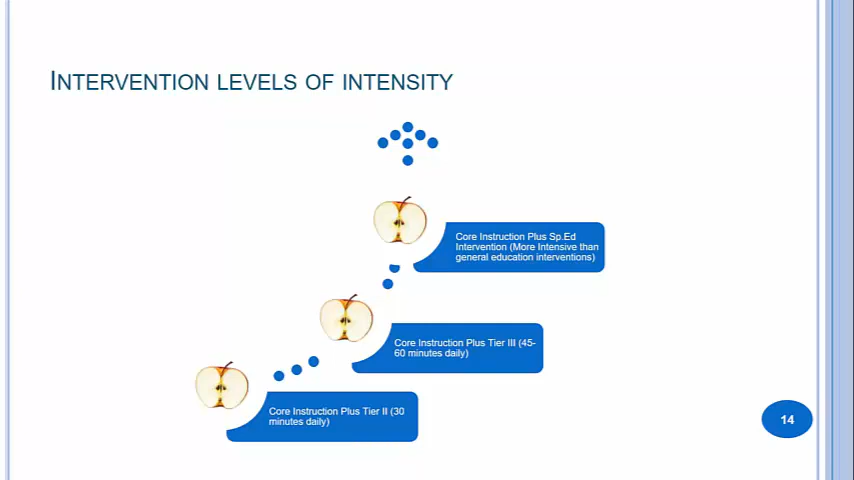 INTERVENTION LEVELS OF INTENSITY
Core Instruction Plus Sp.Ed
Intervention (More Intensive than
general education interventions)
Core Instruction Plus Tier III (45-
60 minutes daily)
Core Instruction Plus Tier II (30
minutes daily)
14